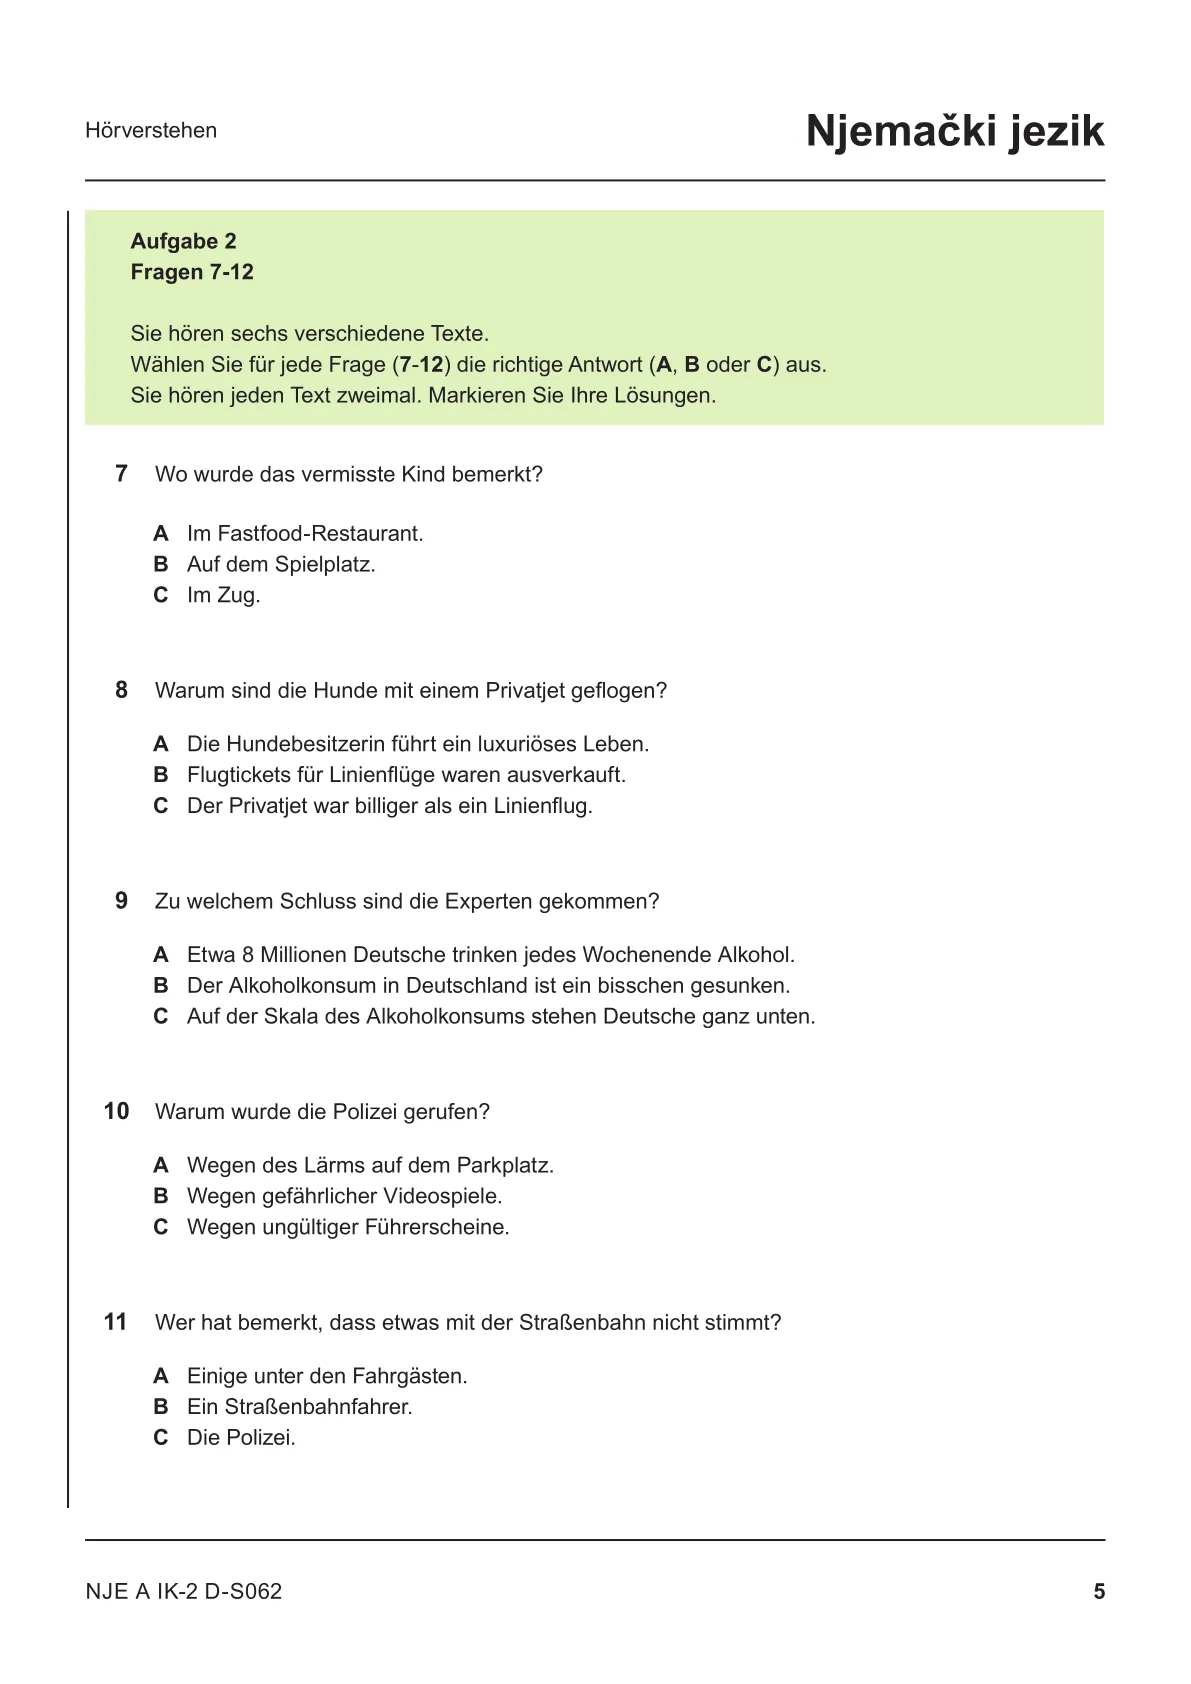 Hörverstehen
Njemački jezik
Aufgabe 2
Fragen 7-12
Sie hören sechs verschiedene Texte.
Wählen Sie für jede Frage (7-12) die richtige Antwort (A, B oder C) aus.
Sie hören jeden Text zweimal. Markieren Sie Ihre Lösungen.
7 Wo wurde das vermisste Kind bemerkt?
A Im Fastfood-Restaurant.
B Auf dem Spielplatz.
C Im Zug.
8 Warum sind die Hunde mit einem Privatjet geflogen?
A Die Hundebesitzerin führt ein luxuriöses Leben.
B Flugtickets für Linienflüge waren ausverkauft.
C Der Privatjet war billiger als ein Linienflug.
9 Zu welchem Schluss sind die Experten gekommen?
A Etwa 8 Millionen Deutsche trinken jedes Wochenende Alkohol.
B Der Alkoholkonsum in Deutschland ist ein bisschen gesunken.
C Auf der Skala des Alkoholkonsums stehen Deutsche ganz unten.
10 Warum wurde die Polizei gerufen?
A Wegen des Lärms auf dem Parkplatz.
B Wegen gefährlicher Videospiele.
C Wegen ungültiger Führerscheine.
11 Wer hat bemerkt, dass etwas mit der Straßenbahn nicht stimmt?
A Einige unter den Fahrgästen.
B Ein Straßenbahnfahrer.
C Die Polizei.
NJE A IK-2 D-S062
5